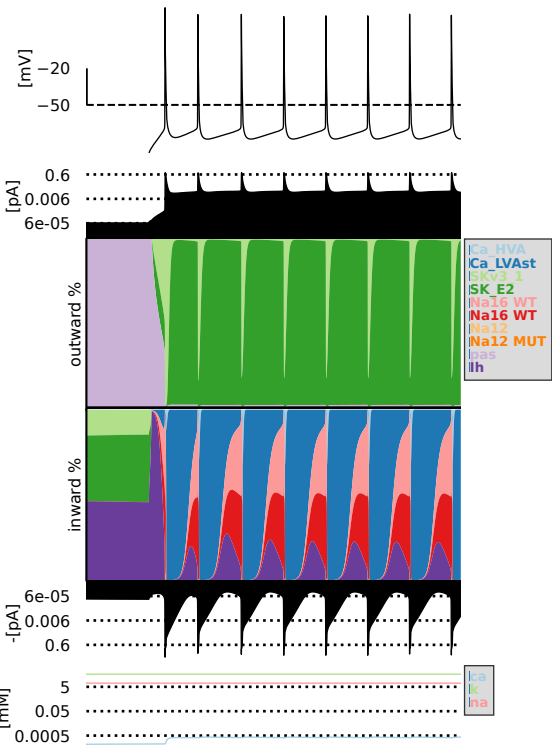 [mV]
−20
−50
[pA]
0.6
0.006
6e-05
outward %
Ca_HVA
Ca_LVAst
SKv3_1
SK_E2
Na16 WT
Na16 WT
Na12
Na12 MUT
pas
Ih
inward %
-[pA]
6e-05
0.006
0.6
[mM]
5
0.05
0.0005
ca
k
na